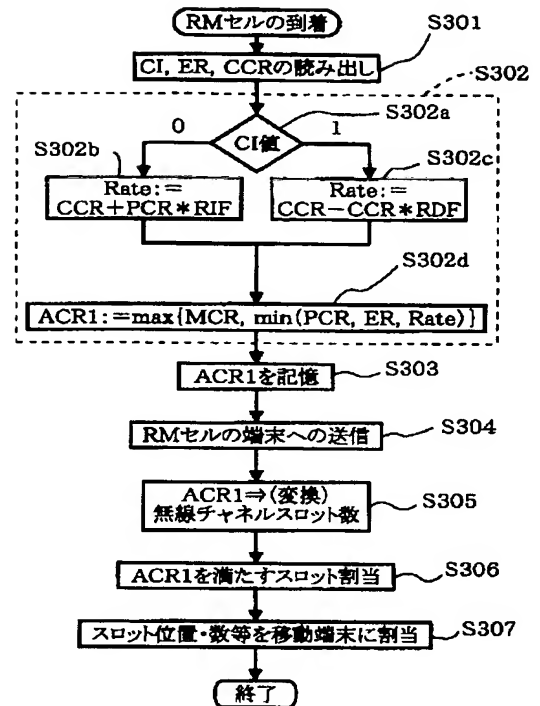 RMセルの到着
S301
CI, ER, CCRの読み出し
S302
S302a
0
CI値
1
S302b
S302c
Rate:=
CCR+PCR*RIF
Rate:=
CCR−CCR*RDF
S302d
ACR1:=max{MCR, min(PCR, ER, Rate)}
S303
ACR1を記憶
S304
RMセルの端末への送信
ACR1⇒(変換)
無線チャネルスロット数
S305
S306
ACR1を満たすスロット割当
S307
スロット位置・数等を移動端末に割当
終了